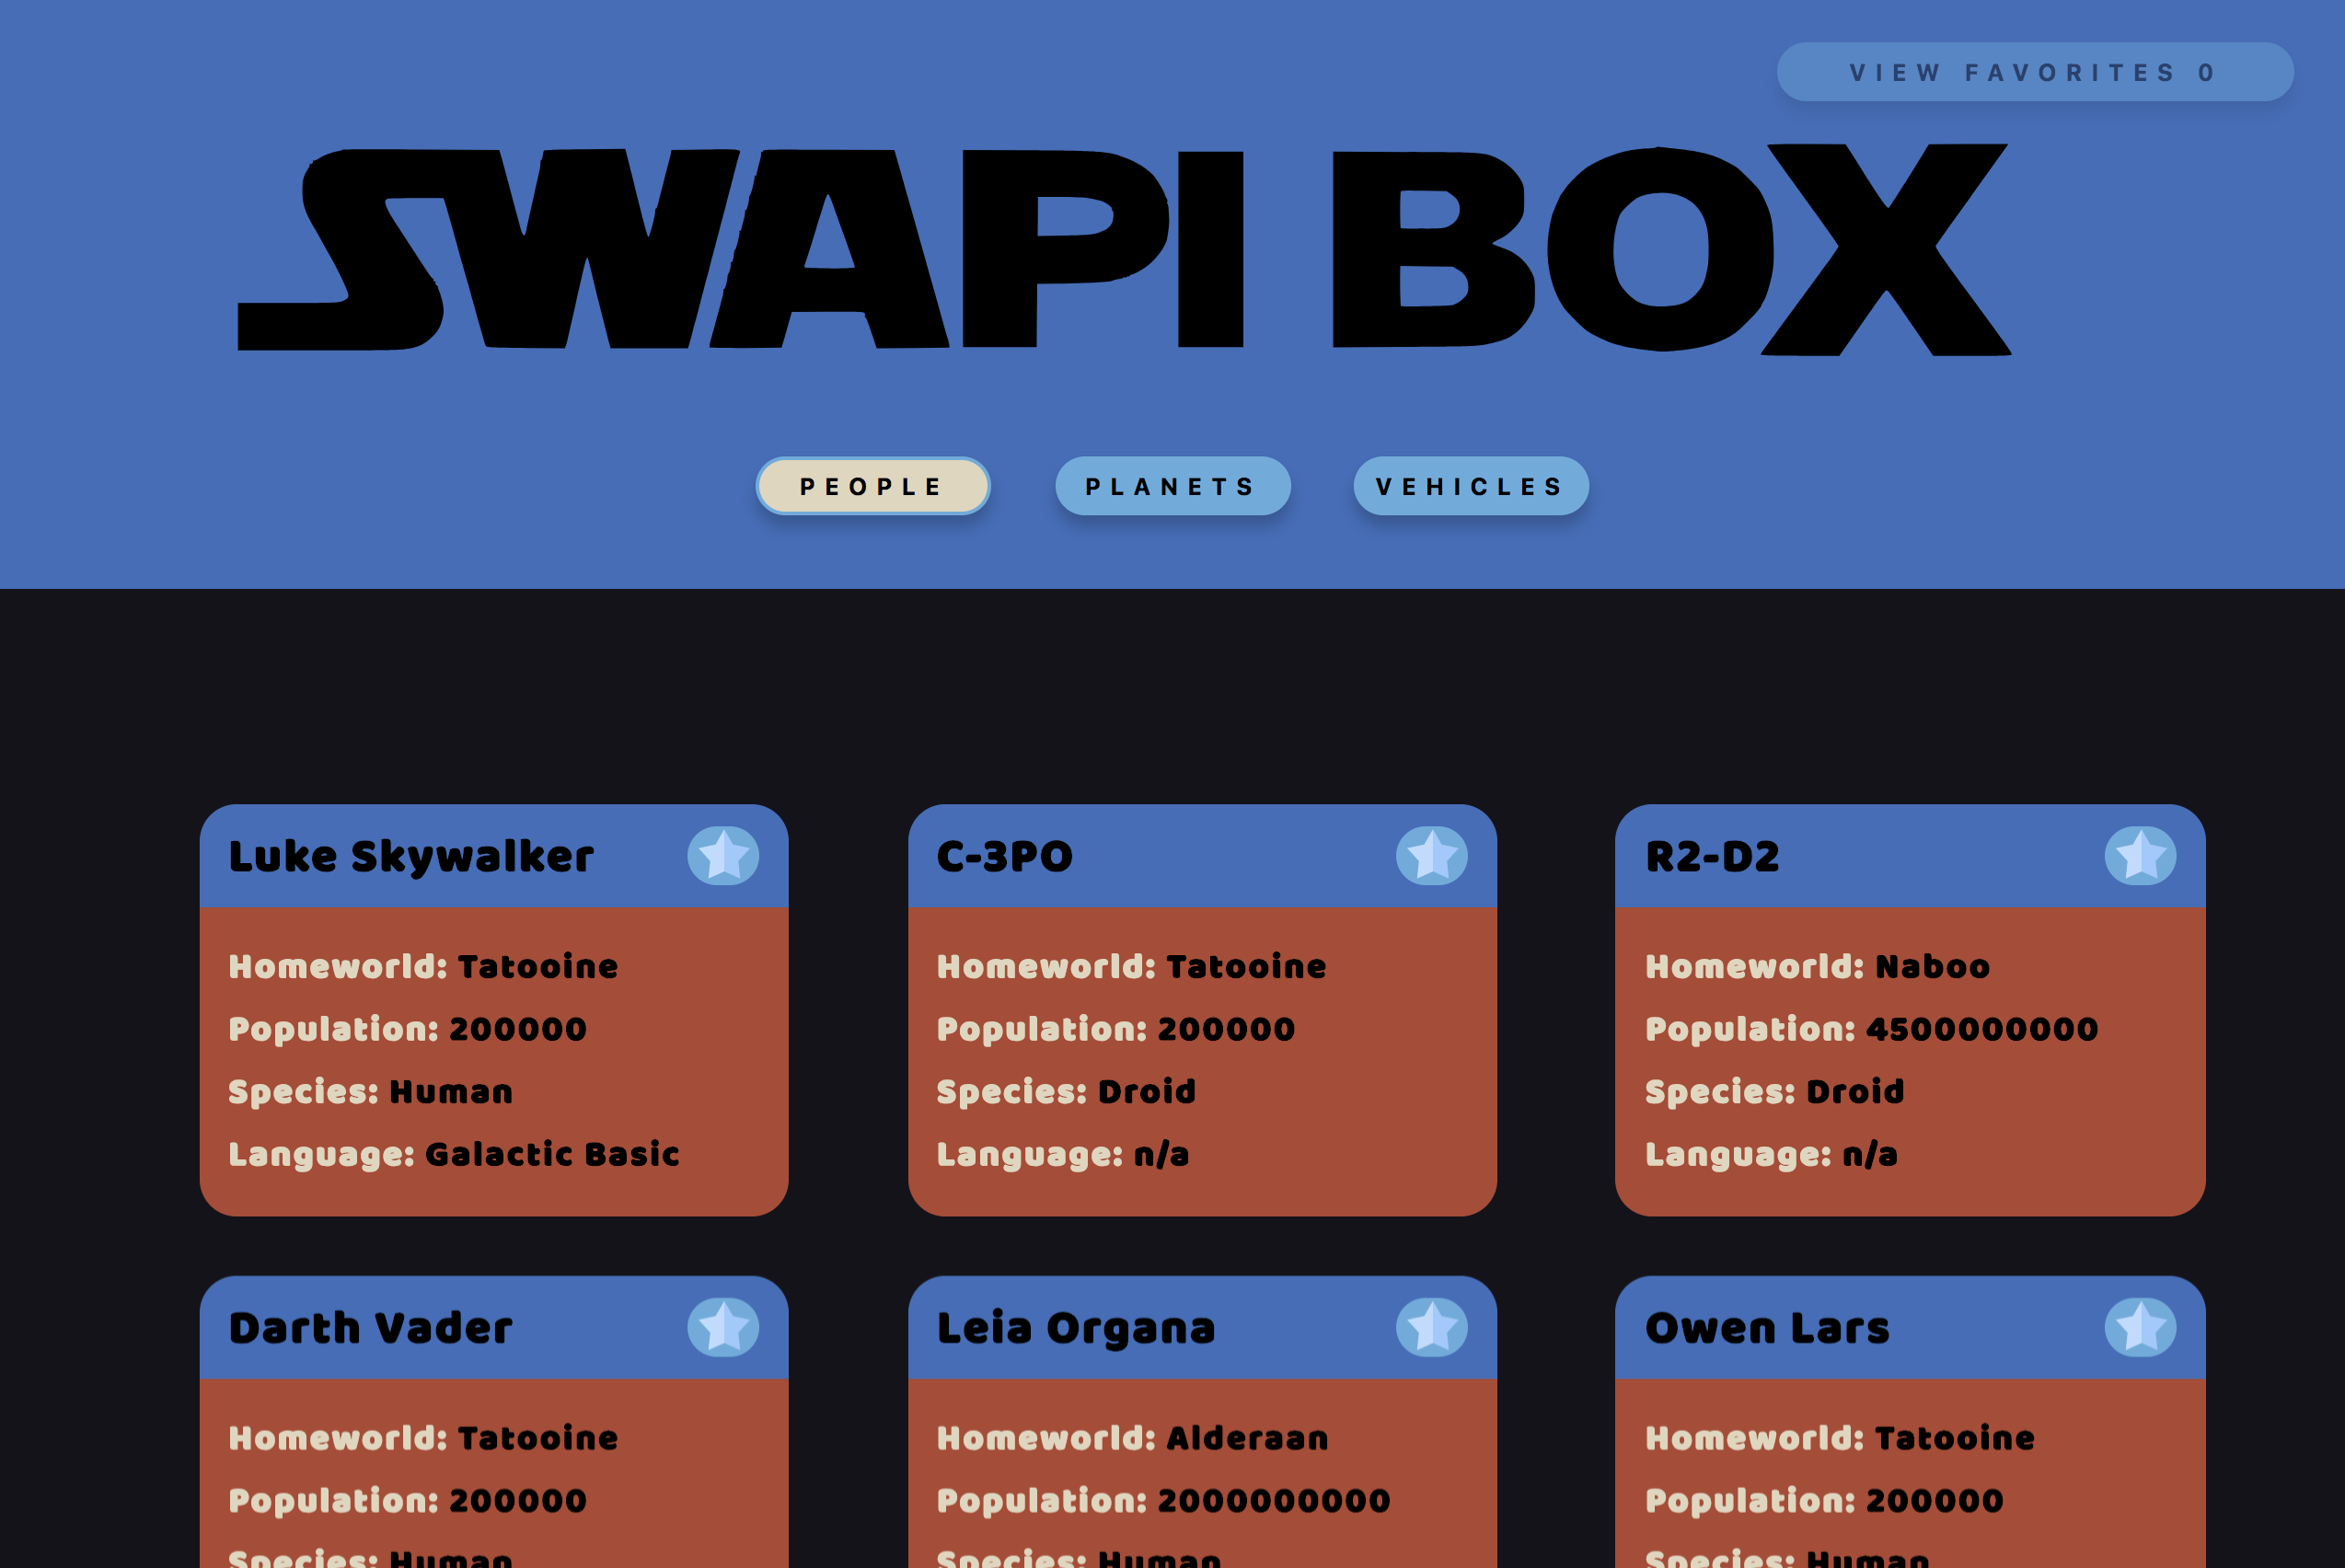 VIEW FAVORITES 0
SWAPI BOX
PEOPLE PLANETS VEHICLES
Luke Skywalker
Homeworld: Tatooine
Population: 200000
Species: Human
Language: Galactic Basic
C-3PO
Homeworld: Tatooine
Population: 200000
Species: Droid
Language: n/a
R2-D2
Homeworld: Naboo
Population: 4500000000
Species: Droid
Language: n/a
Darth Vader
Homeworld: Tatooine
Population: 200000
Species: Human
Leia Organa
Homeworld: Alderaan
Population: 2000000000
Species: Human
Owen Lars
Homeworld: Tatooine
Population: 200000
Species: Human